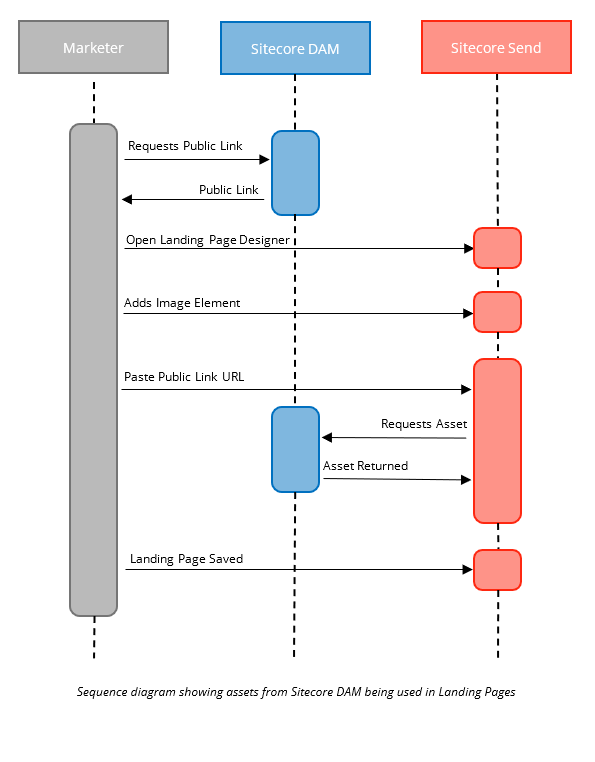 Marketer
Sitecore DAM
Sitecore Send
Requests Public Link
Public Link
Open Landing Page Designer
Adds Image Element
Paste Public Link URL
Requests Asset
Asset Returned
Landing Page Saved
Sequence diagram showing assets from Sitecore DAM being used in Landing Pages